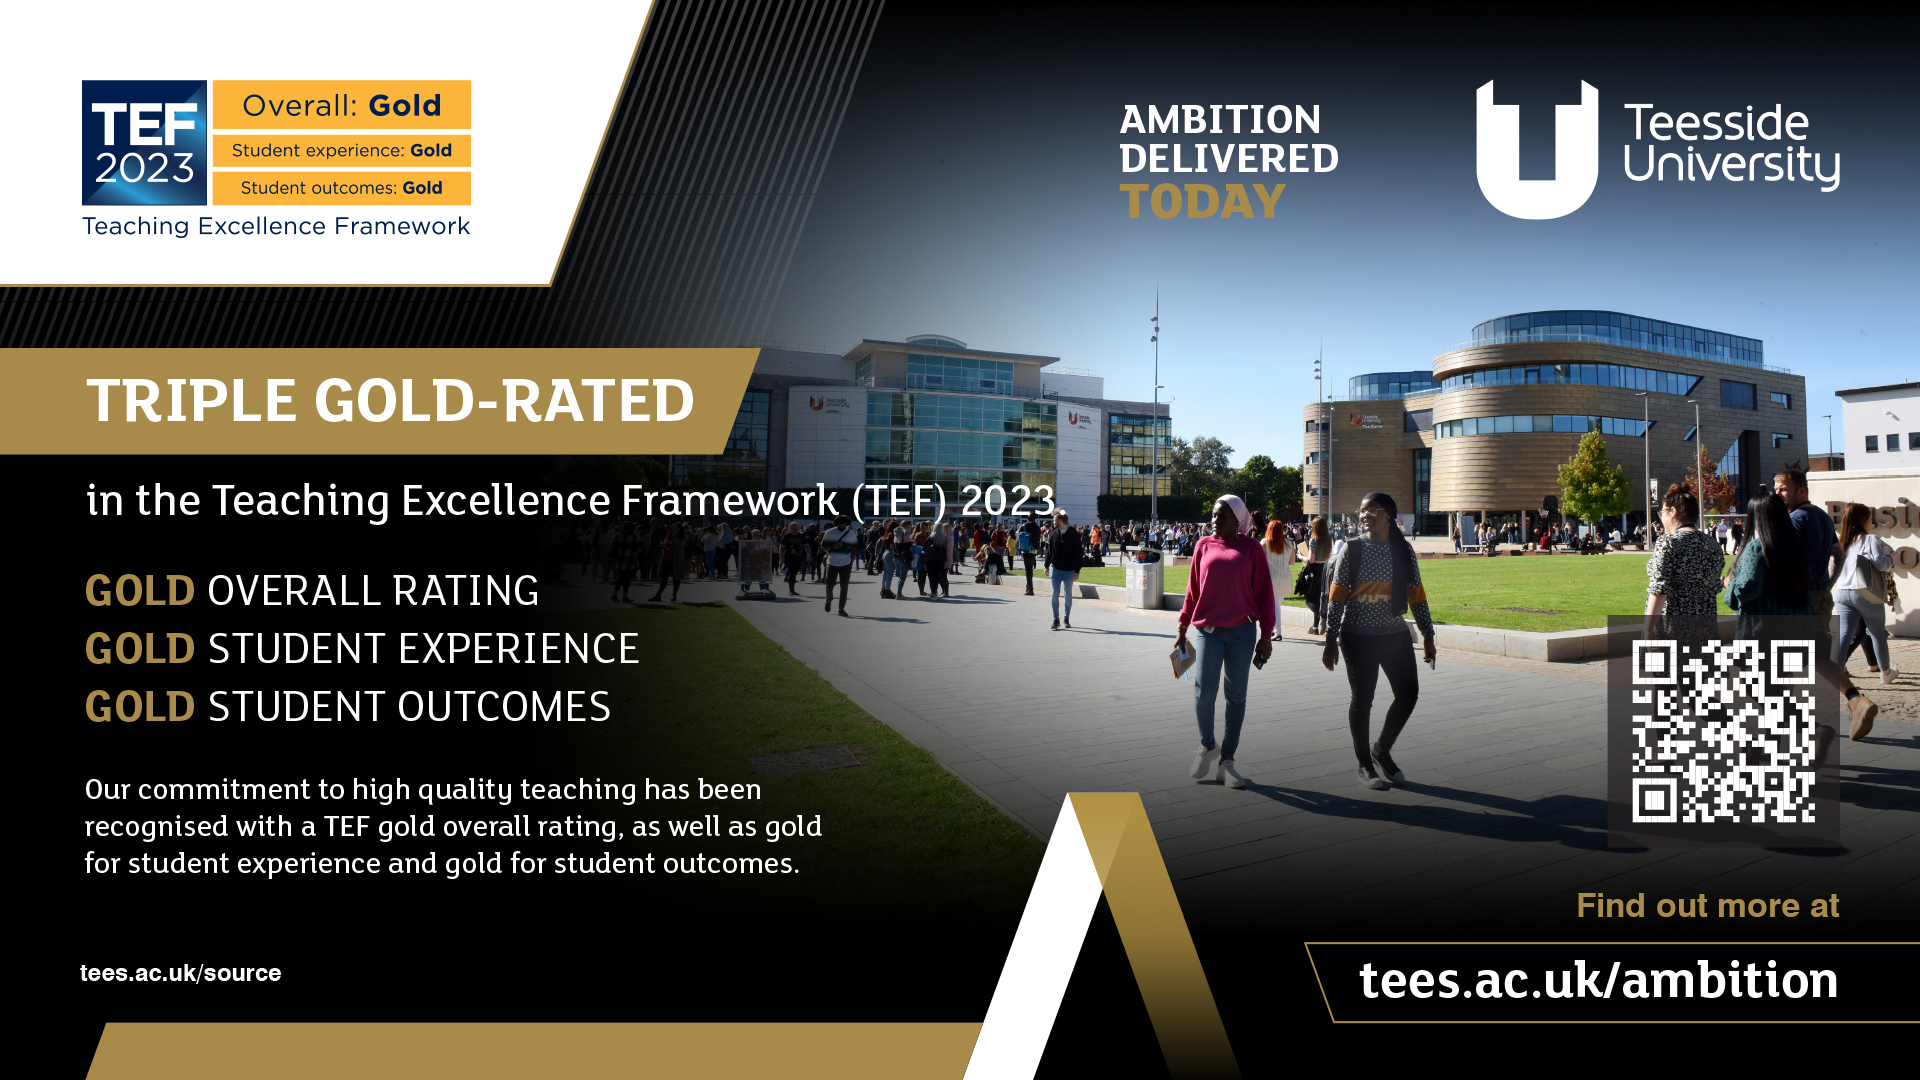 TEF
2023
Overall: Gold
Student experience: Gold
Student outcomes: Gold
Teaching Excellence Framework
AMBITION
DELIVERED
TODAY
Teesside
University
TRIPLE GOLD-RATED
in the Teaching Excellence Framework (TEF) 2023.
GOLD OVERALL RATING
GOLD STUDENT EXPERIENCE
GOLD STUDENT OUTCOMES
Our commitment to high quality teaching has been
recognised with a TEF gold overall rating, as well as gold
for student experience and gold for student outcomes.
tees.ac.uk/source
Find out more at
tees.ac.uk/ambition